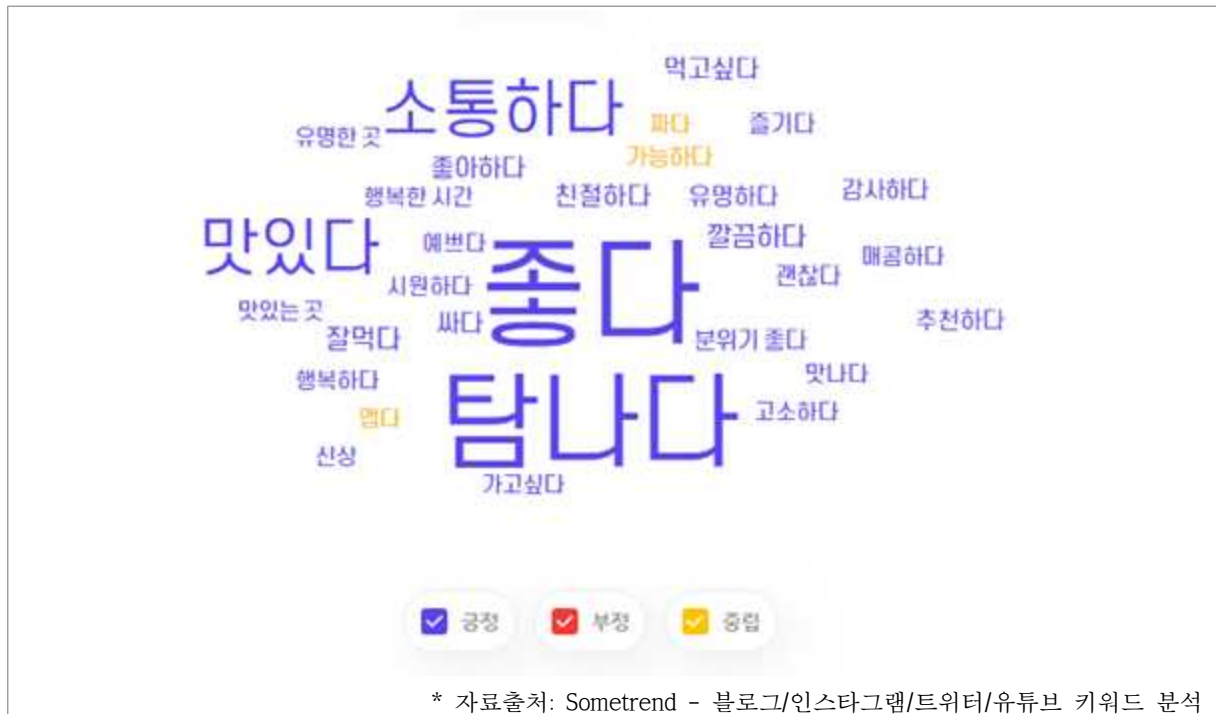 먹고싶다
소통하다 파다 즐기다
유명한 곳
좋아하다 가능하다
행복한 시간 친절하다 유명하다 감사하다
맛있다 예쁘다 좋다 깔끔하다 매콤하다
시원하다 괜찮다
맛있는 곳 싸다 추천하다
잘먹다 분위기 좋다
행복하다 맛나다
맵다 탐나다 고소하다
신상
가고싶다
긍정 부정 중립
* 자료출처: Sometrend - 블로그/인스타그램/트위터/유튜브 키워드 분석